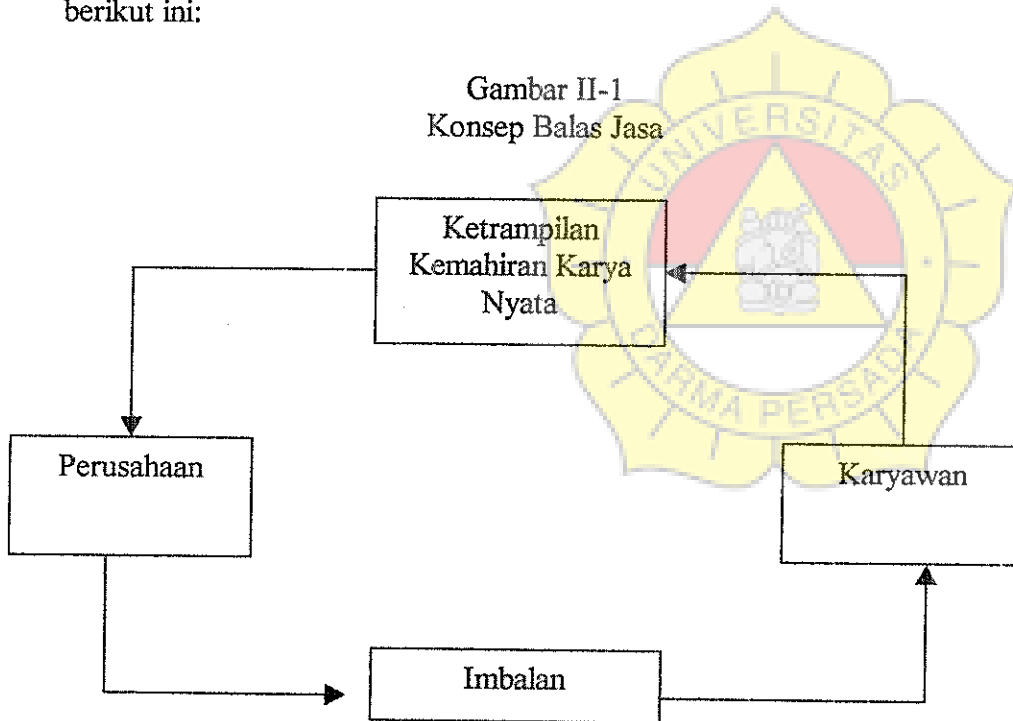 berikut ini:
Gambar II-1
Konsep Balas Jasa
UNIVERSITAS
DARMA PERSADA
Ketrampilan
Kemahiran Karya
Nyata
Perusahaan
Karyawan
Imbalan